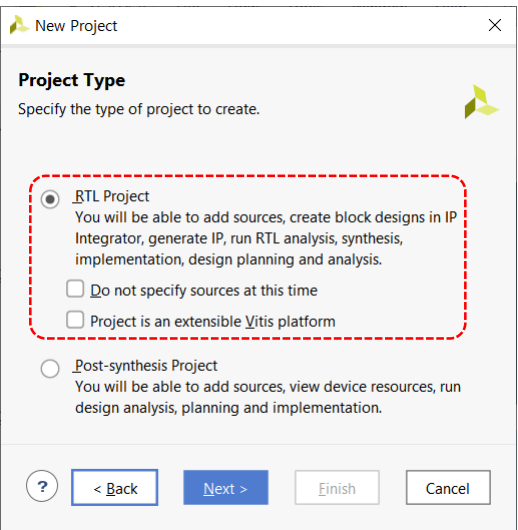 New Project
Project Type
Specify the type of project to create.
RTL Project
You will be able to add sources, create block designs in IP
Integrator, generate IP, run RTL analysis, synthesis,
implementation, design planning and analysis.
Do not specify sources at this time
Project is an extensible Vitis platform
Post-synthesis Project
You will be able to add sources, view device resources, run
design analysis, planning and implementation.
?
< Back
Next >
Finish
Cancel